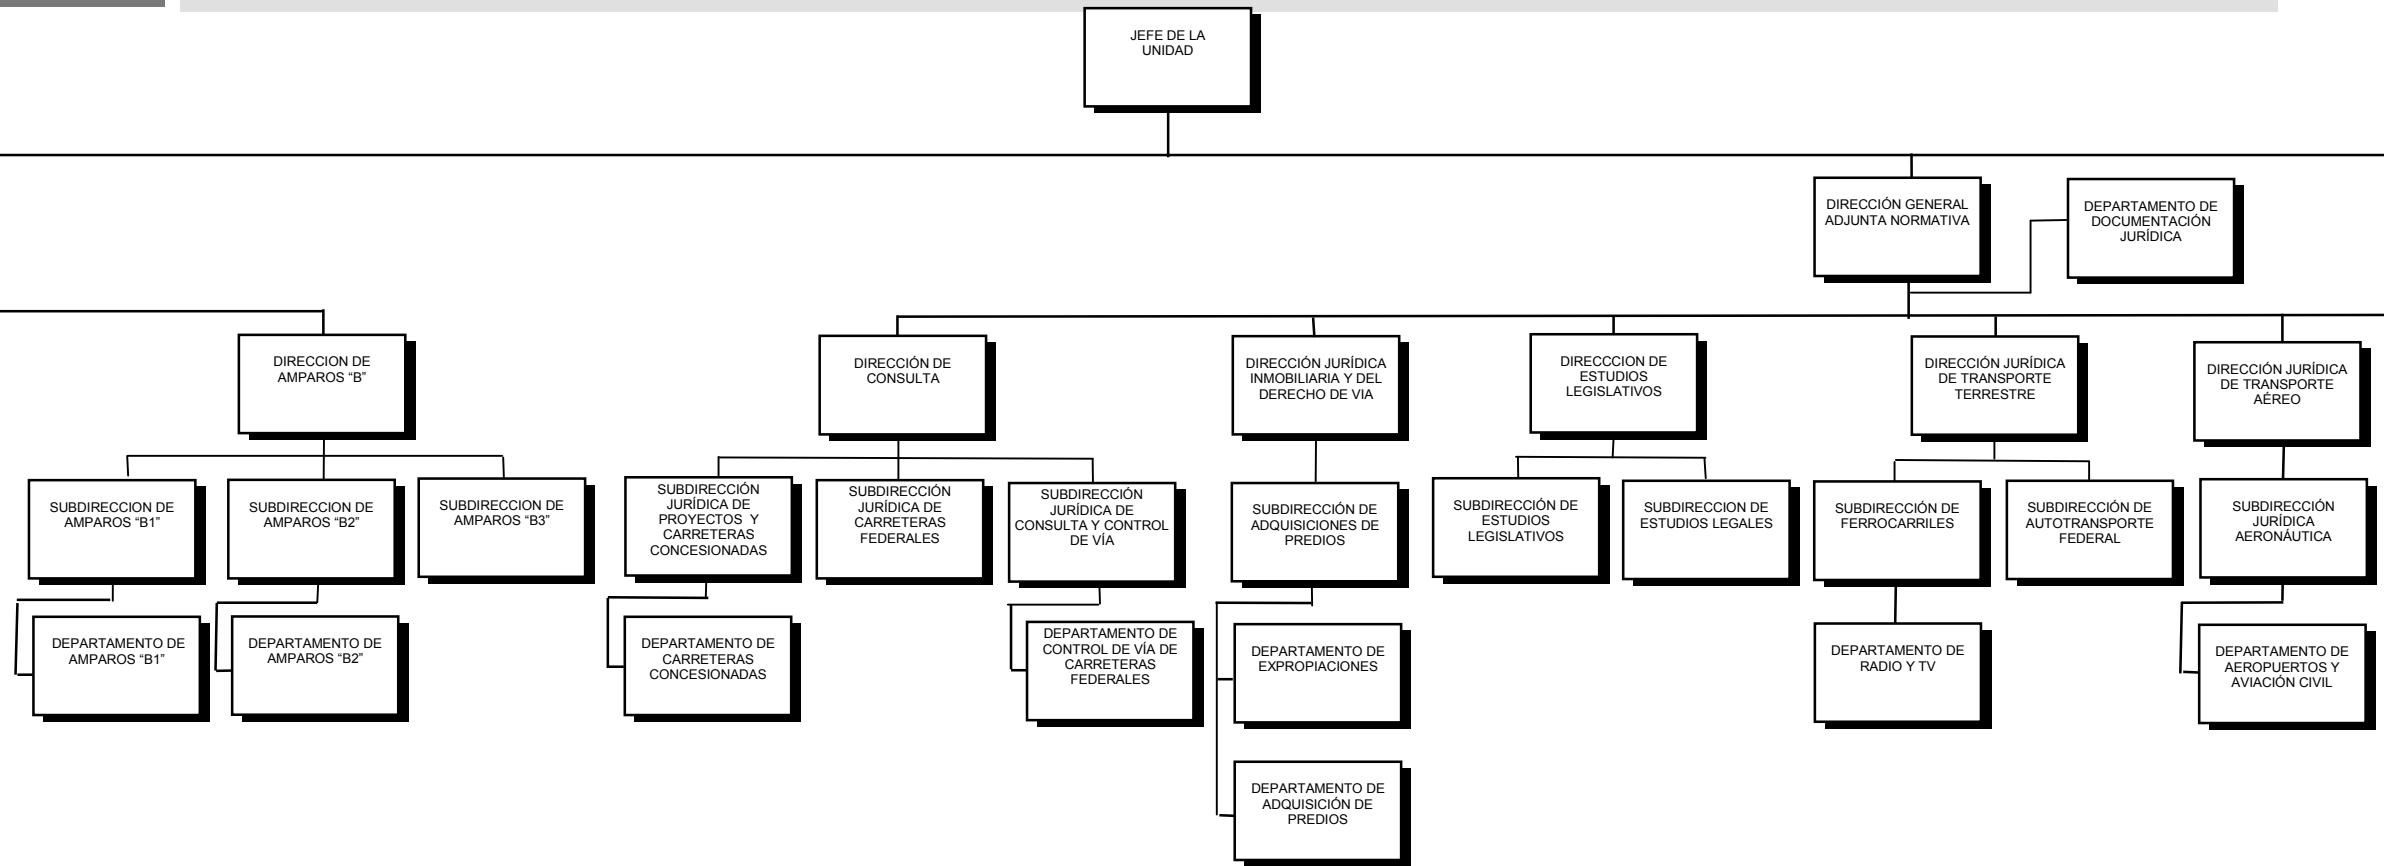 JEFE DE LA
UNIDAD
DIRECCIÓN GENERAL
ADJUNTA NORMATIVA
DEPARTAMENTO DE
DOCUMENTACIÓN
JURÍDICA
DIRECCION DE
AMPAROS “B”
DIRECCIÓN DE
CONSULTA
DIRECCIÓN JURÍDICA
INMOBILIARIA Y DEL
DERECHO DE VIA
DIRECCCION DE
ESTUDIOS
LEGISLATIVOS
DIRECCIÓN JURÍDICA
DE TRANSPORTE
TERRESTRE
DIRECCIÓN JURÍDICA
DE TRANSPORTE
AÉREO
SUBDIRECCION DE
AMPAROS “B1”
SUBDIRECCION DE
AMPAROS “B2”
SUBDIRECCION DE
AMPAROS “B3”
SUBDIRECCIÓN
JURÍDICA DE
PROYECTOS Y
CARRETERAS
CONCESIONADAS
SUBDIRECCIÓN
JURÍDICA DE
CARRETERAS
FEDERALES
SUBDIRECCIÓN
JURÍDICA DE
CONSULTA Y CONTROL
DE VÍA
SUBDIRECCIÓN DE
ADQUISICIONES DE
PREDIOS
SUBDIRECCIÓN DE
ESTUDIOS
LEGISLATIVOS
SUBDIRECCION DE
ESTUDIOS LEGALES
SUBDIRECCIÓN DE
FERROCARRILES
SUBDIRECCIÓN DE
AUTOTRANSPORTE
FEDERAL
SUBDIRECCIÓN
JURÍDICA
AERONÁUTICA
DEPARTAMENTO DE
AMPAROS “B1”
DEPARTAMENTO DE
AMPAROS “B2”
DEPARTAMENTO DE
CARRETERAS
CONCESIONADAS
DEPARTAMENTO DE
CONTROL DE VÍA DE
CARRETERAS
FEDERALES
DEPARTAMENTO DE
EXPROPIACIONES
DEPARTAMENTO DE
RADIO Y TV
DEPARTAMENTO DE
AEROPUERTOS Y
AVIACIÓN CIVIL
DEPARTAMENTO DE
ADQUISICIÓN DE
PREDIOS